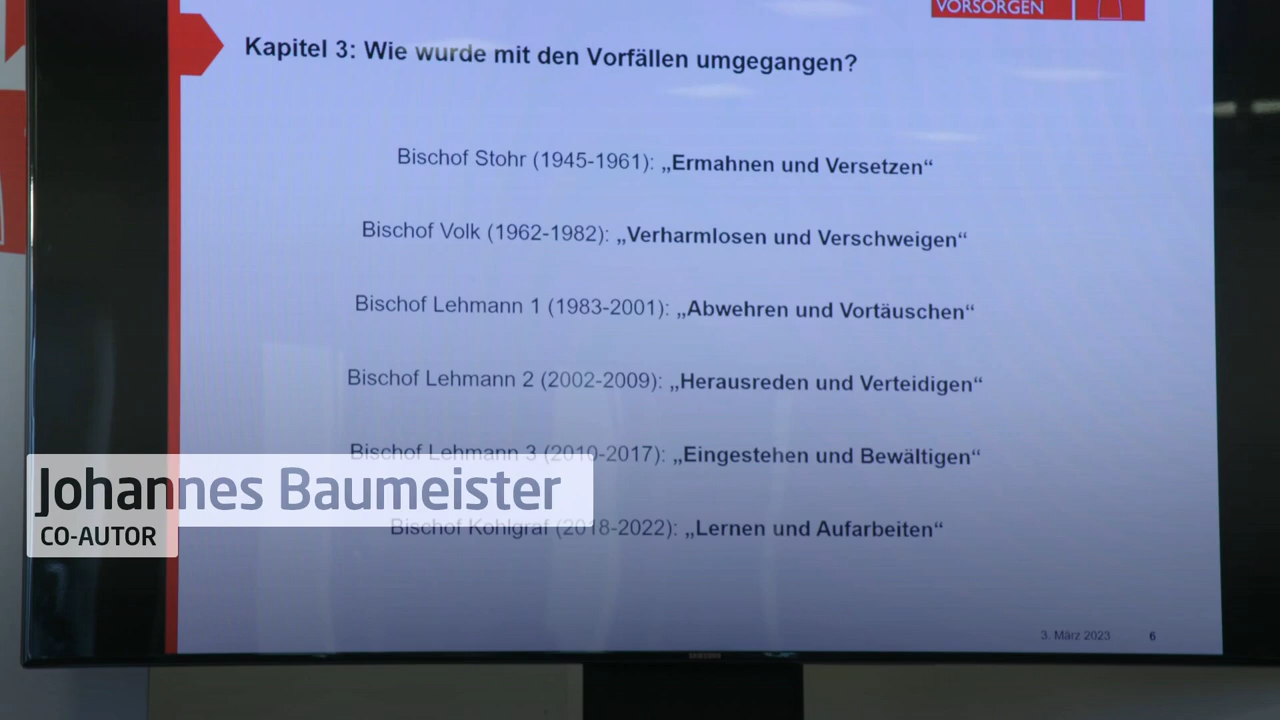 VORSORGEN
Kapitel 3: Wie wurde mit den Vorfällen umgegangen?
Bischof Stohr (1945-1961): „Ermahnen und Versetzen“
Bischof Volk (1962-1982): „Verharmlosen und Verschweigen“
Bischof Lehmann 1 (1983-2001): „Abwehren und Vortäuschen“
Bischof Lehmann 2 (2002-2009): „Herausreden und Verteidigen“
Bischof Lehmann 3 (2010-2017): „Eingestehen und Bewältigen“
Johannes Baumeister
Bischof Kohlgraf (2018-2022): „Lernen und Aufarbeiten“
CO-AUTOR
3. März 2023 6
SAMSUNG